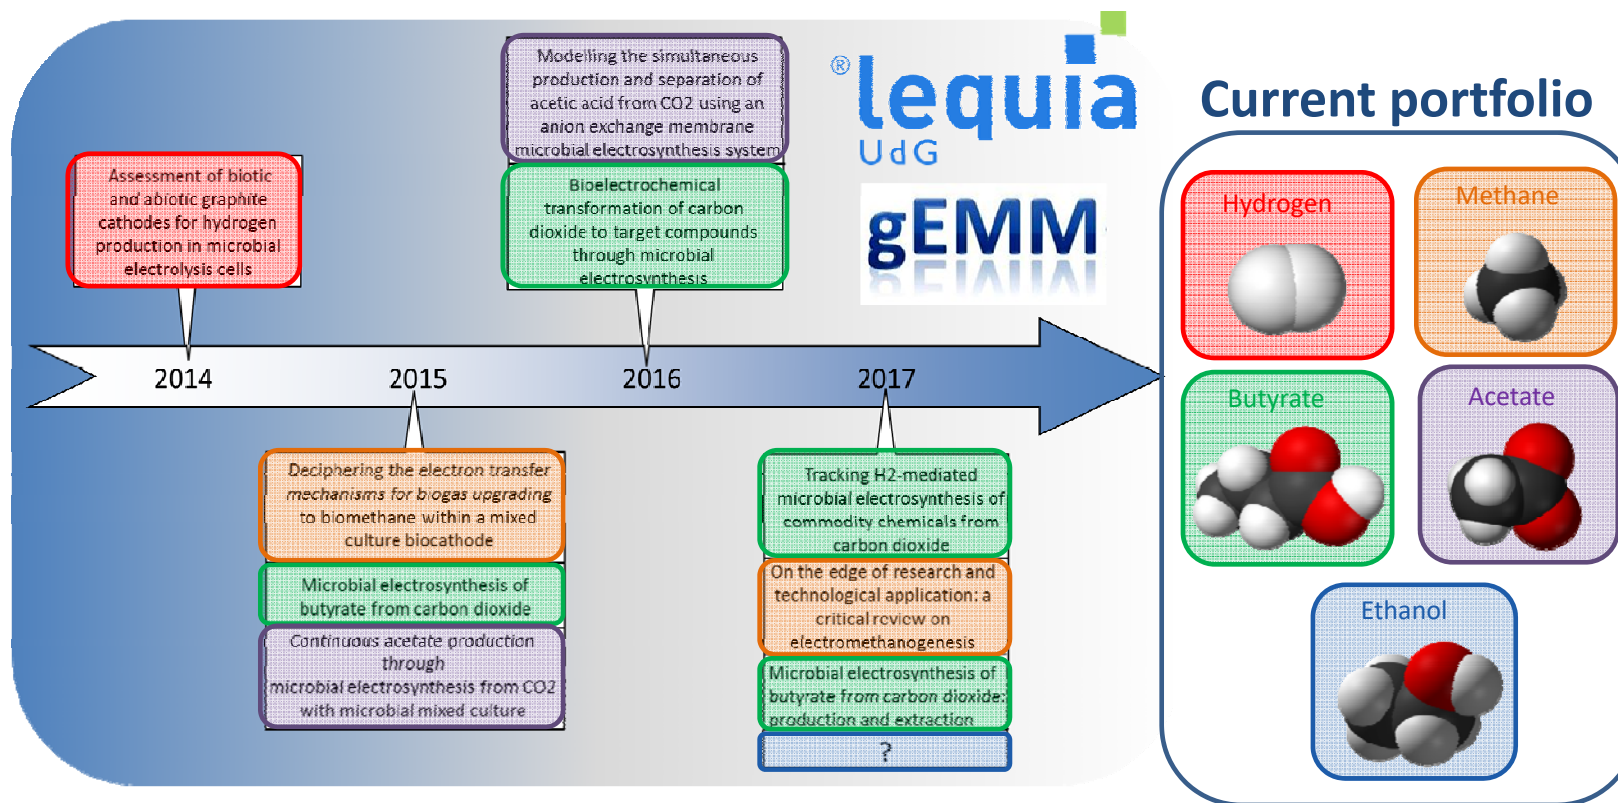 Modelling the simultaneous
production and separation of
acetic acid from CO2 using an
anion exchange membrane
microbial electrosynthesis system
® lequia
UdG
gEMM
Assessment of biotic
and abiotic graphite
cathodes for hydrogen
production in microbial
electrolysis cells
Bioelectrochemical
transformation of carbon
dioxide to target compounds
through microbial
electrosynthesis
2014
2015
2016
2017
Deciphering the electron transfer
mechanisms for biogas upgrading
to biomethane within a mixed
culture biocathode
Microbial electrosynthesis of
butyrate from carbon dioxide
Continuous acetate production
through
microbial electrosynthesis from CO2
with microbial mixed culture
Tracking H2-mediated
microbial electrosynthesis of
commodity chemicals from
carbon dioxide
On the edge of research and
technological application: a
critical review on
electromethanogenesis
Microbial electrosynthesis of
butyrate from carbon dioxide:
production and extraction
?
Current portfolio
Hydrogen
Methane
Butyrate
Acetate
Ethanol